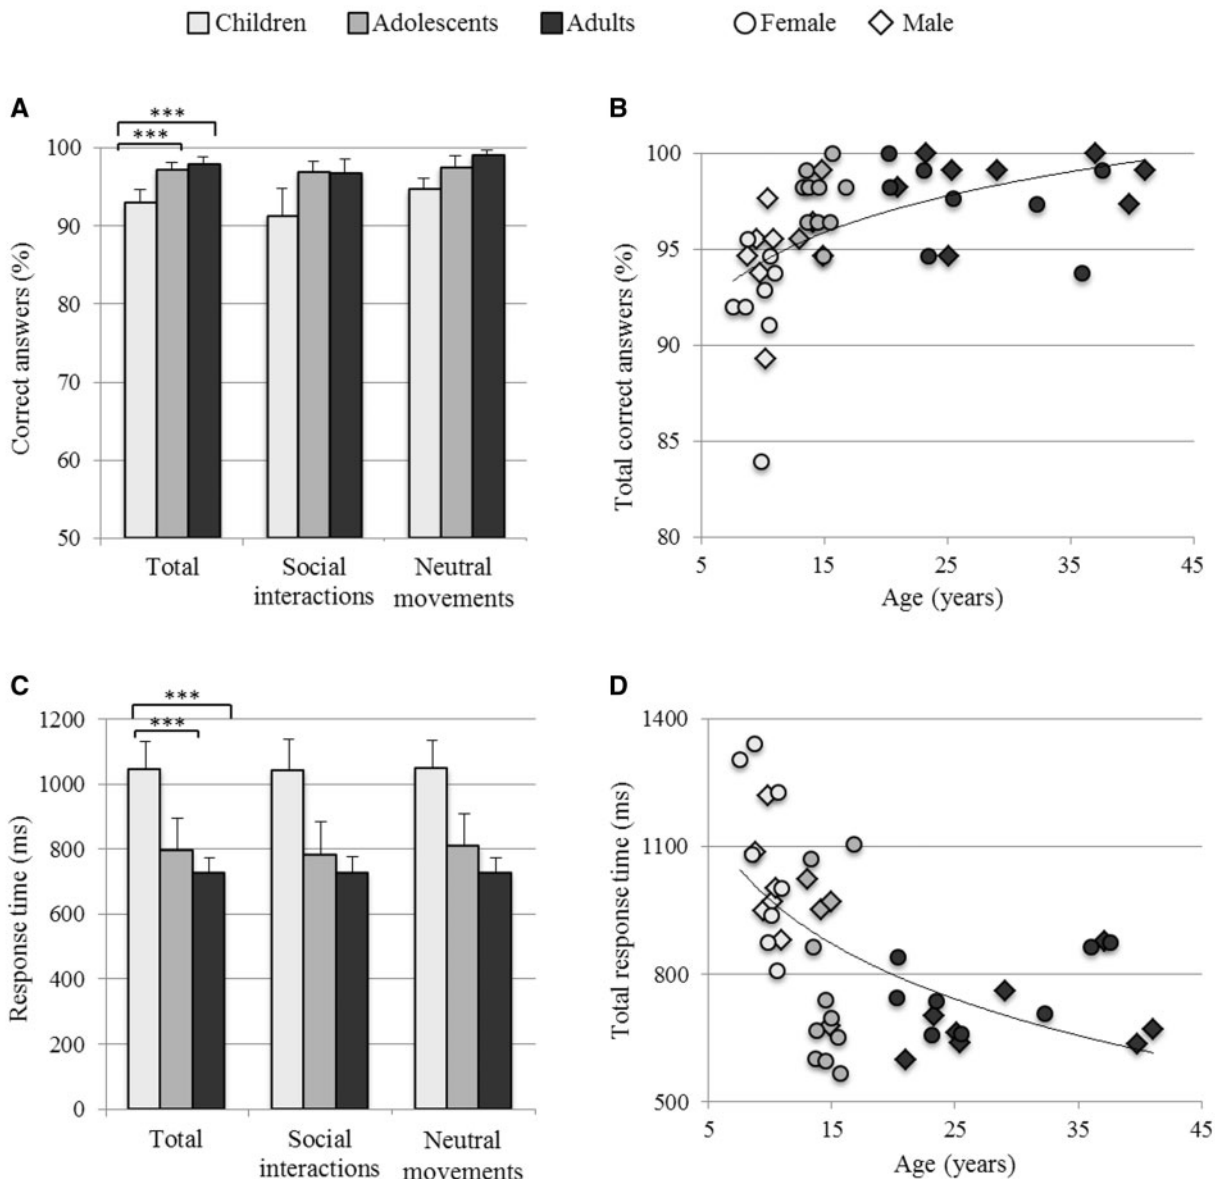 Children Adolescents Adults Female Male
A
***
***
100
90
80
70
60
50
Correct answers (%)
Total
Social interactions
Neutral movements
B
100
95
90
85
80
Total correct answers (%)
5 15 25 35 45
Age (years)
C
***
***
1200
1000
800
600
400
200
0
Response time (ms)
Total
Social interactions
Neutral movements
D
1400
1100
800
500
Total response time (ms)
5 15 25 35 45
Age (years)